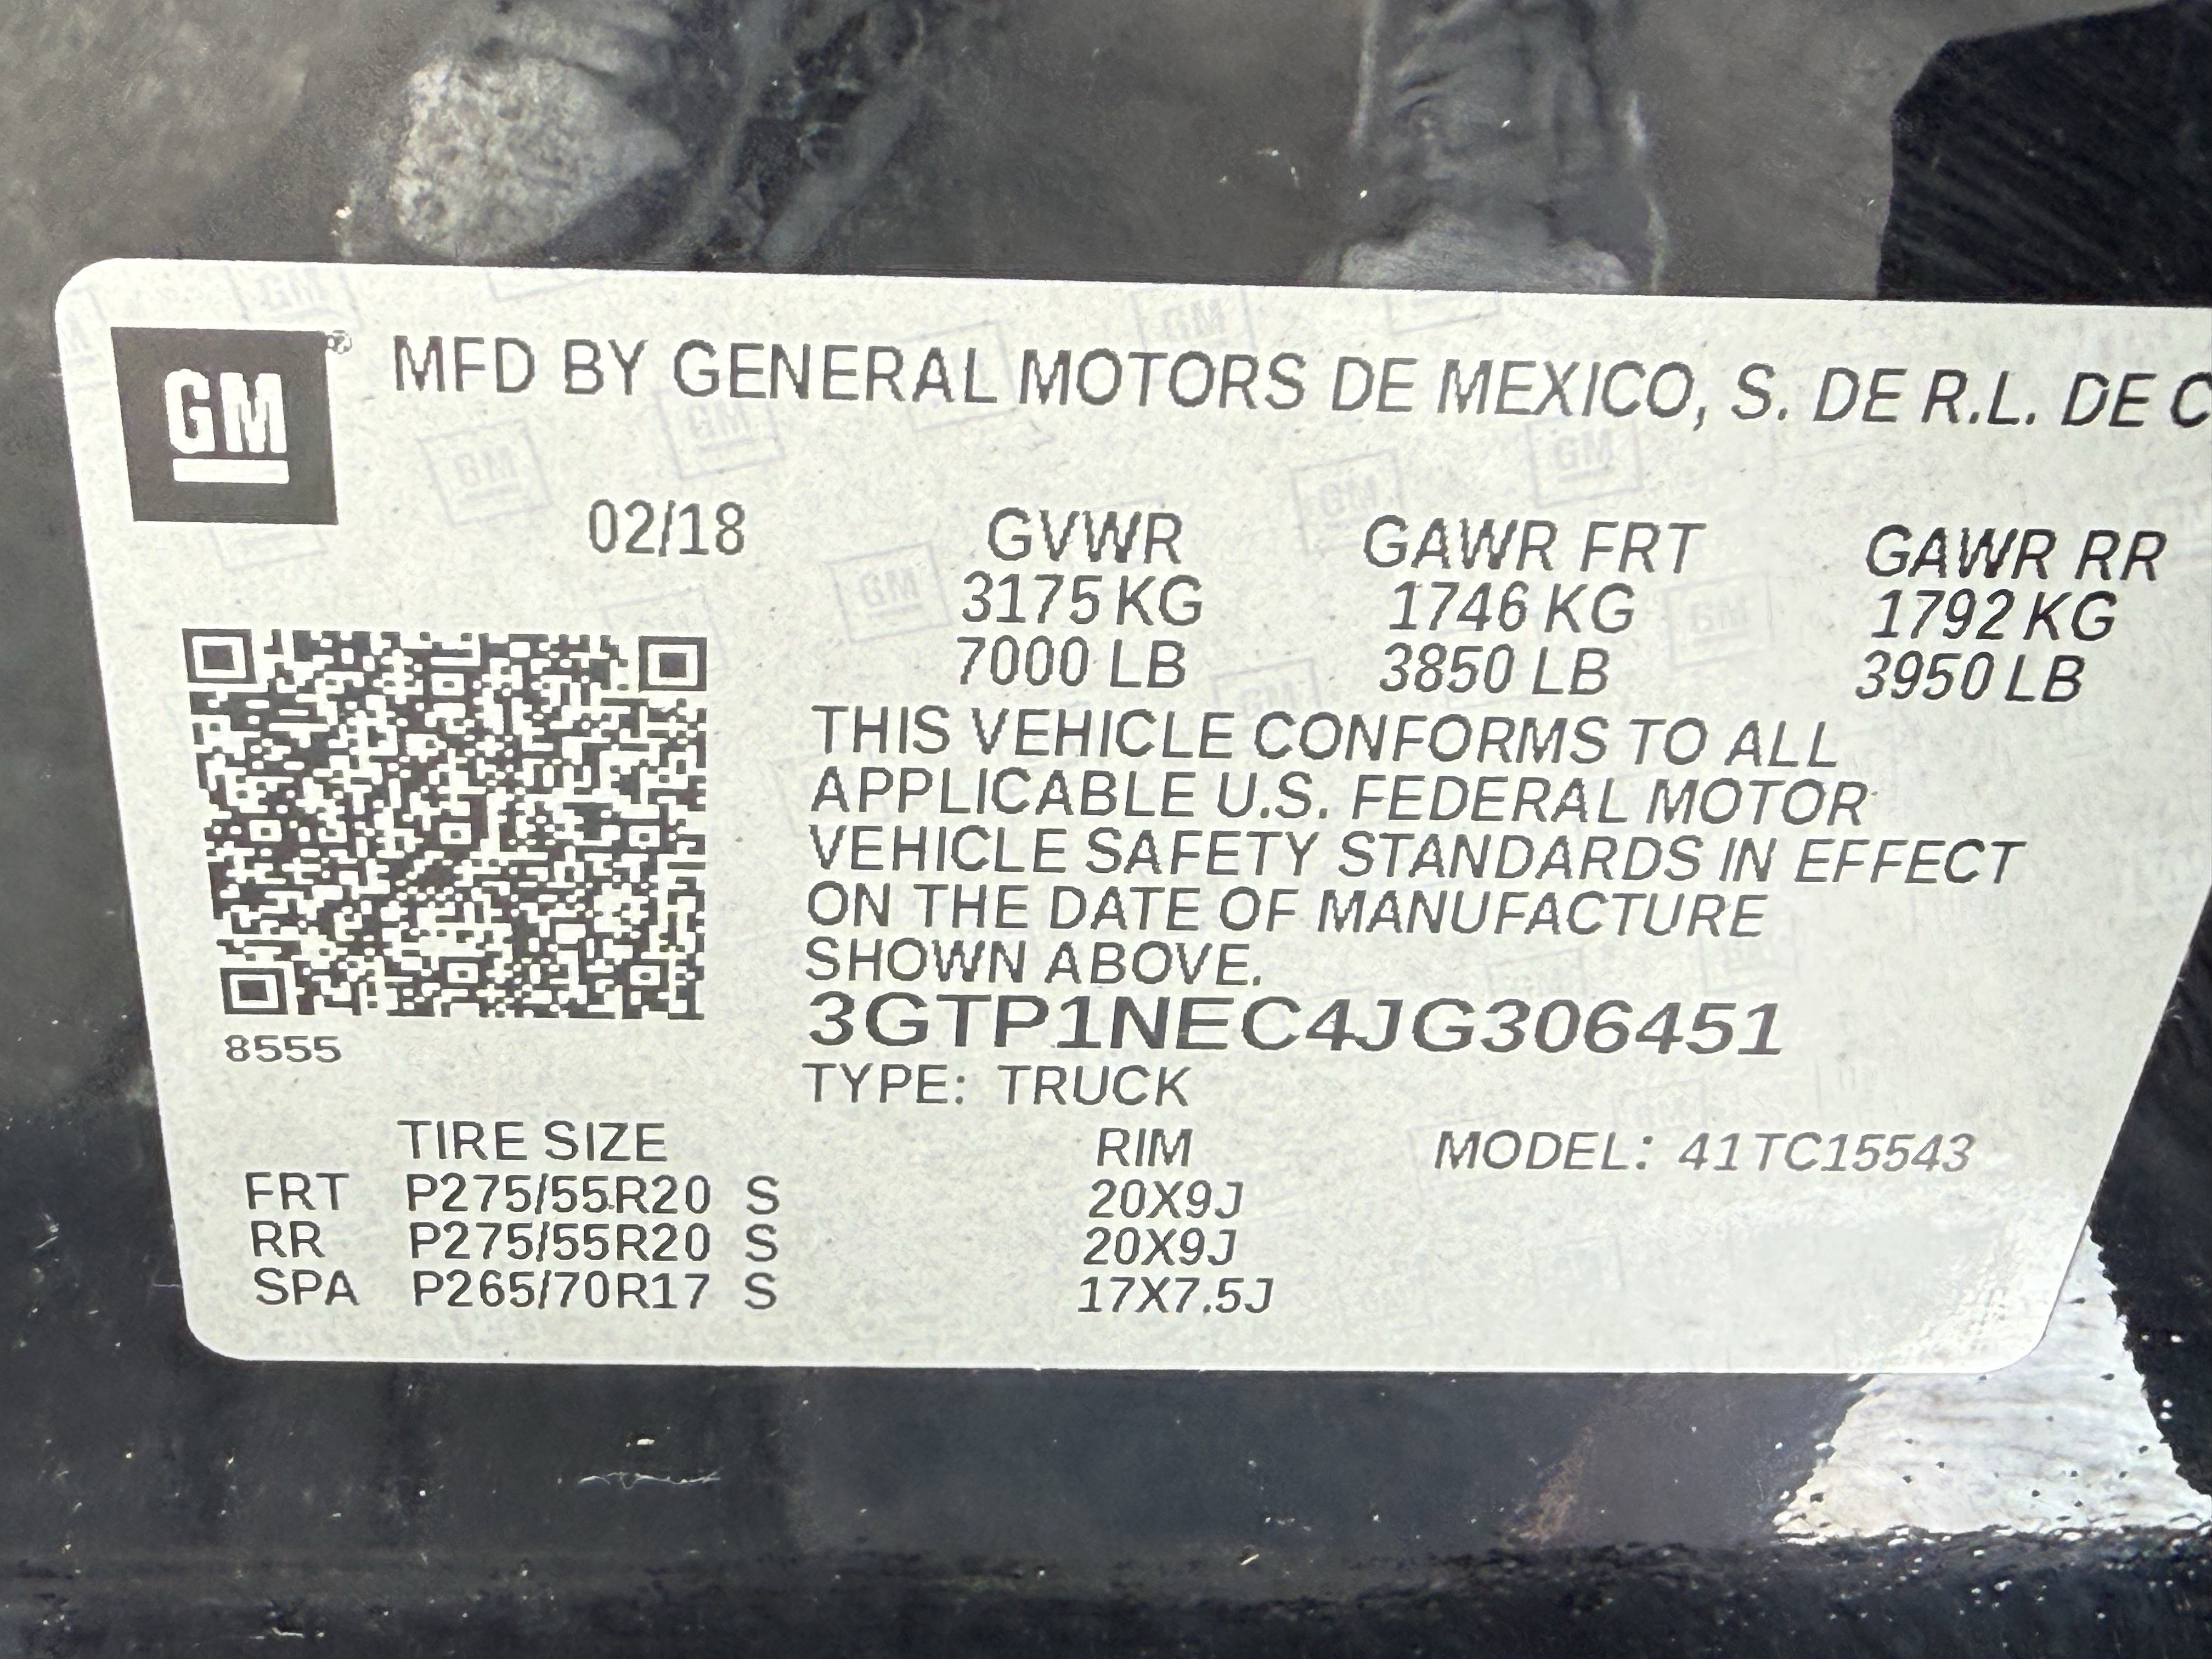 GM® MFD BY GENERAL MOTORS DE MEXICO, S. DE R.L. DE C
02/18 GVWR GAWR FRT GAWR RR
3175 KG 1746 KG 1792 KG
7000 LB 3850 LB 3950 LB
THIS VEHICLE CONFORMS TO ALL
APPLICABLE U.S. FEDERAL MOTOR
VEHICLE SAFETY STANDARDS IN EFFECT
ON THE DATE OF MANUFACTURE
SHOWN ABOVE.
3GTP1NEC4JG306451
8555
TYPE: TRUCK
TIRE SIZE RIM MODEL: 41TC15543
FRT P275/55R20 S 20X9J
RR P275/55R20 S 20X9J
SPA P265/70R17 S 17X7.5J